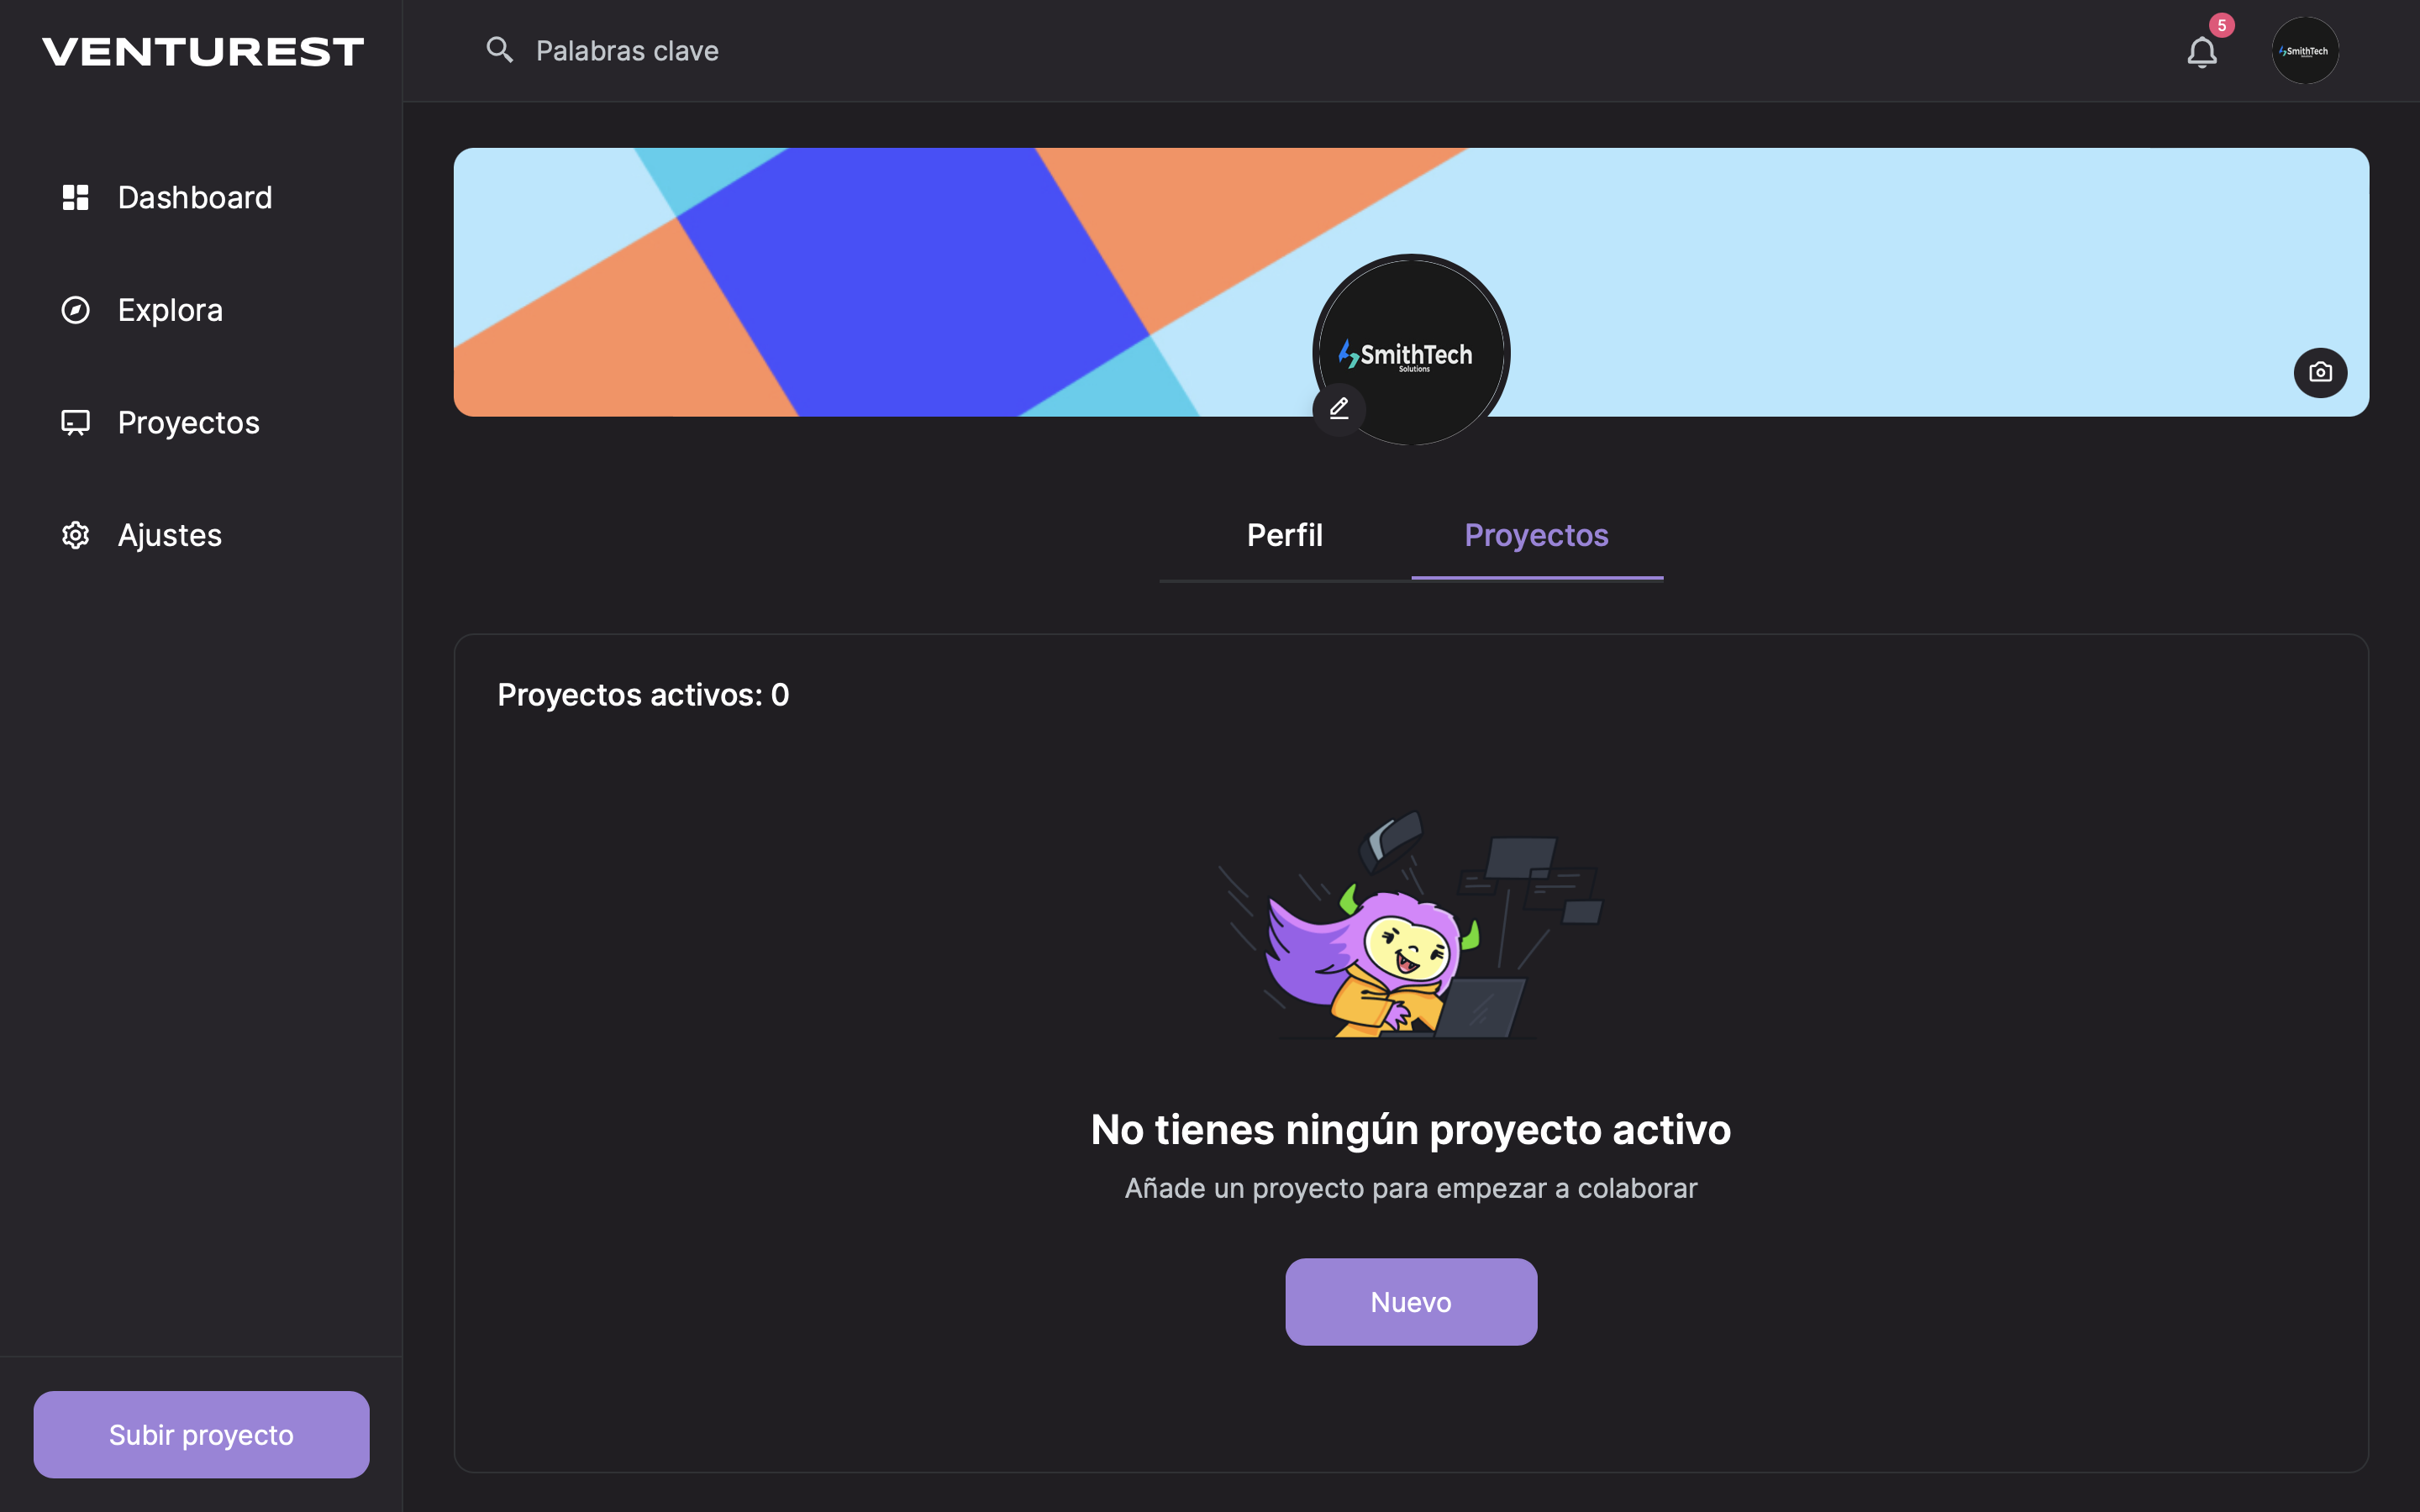 VENTUREST
Palabras clave
5
SmithTech
Dashboard
Explora
Proyectos
Ajustes
SmithTech
Solutions
Perfil
Proyectos
Proyectos activos: 0
No tienes ningún proyecto activo
Añade un proyecto para empezar a colaborar
Nuevo
Subir proyecto